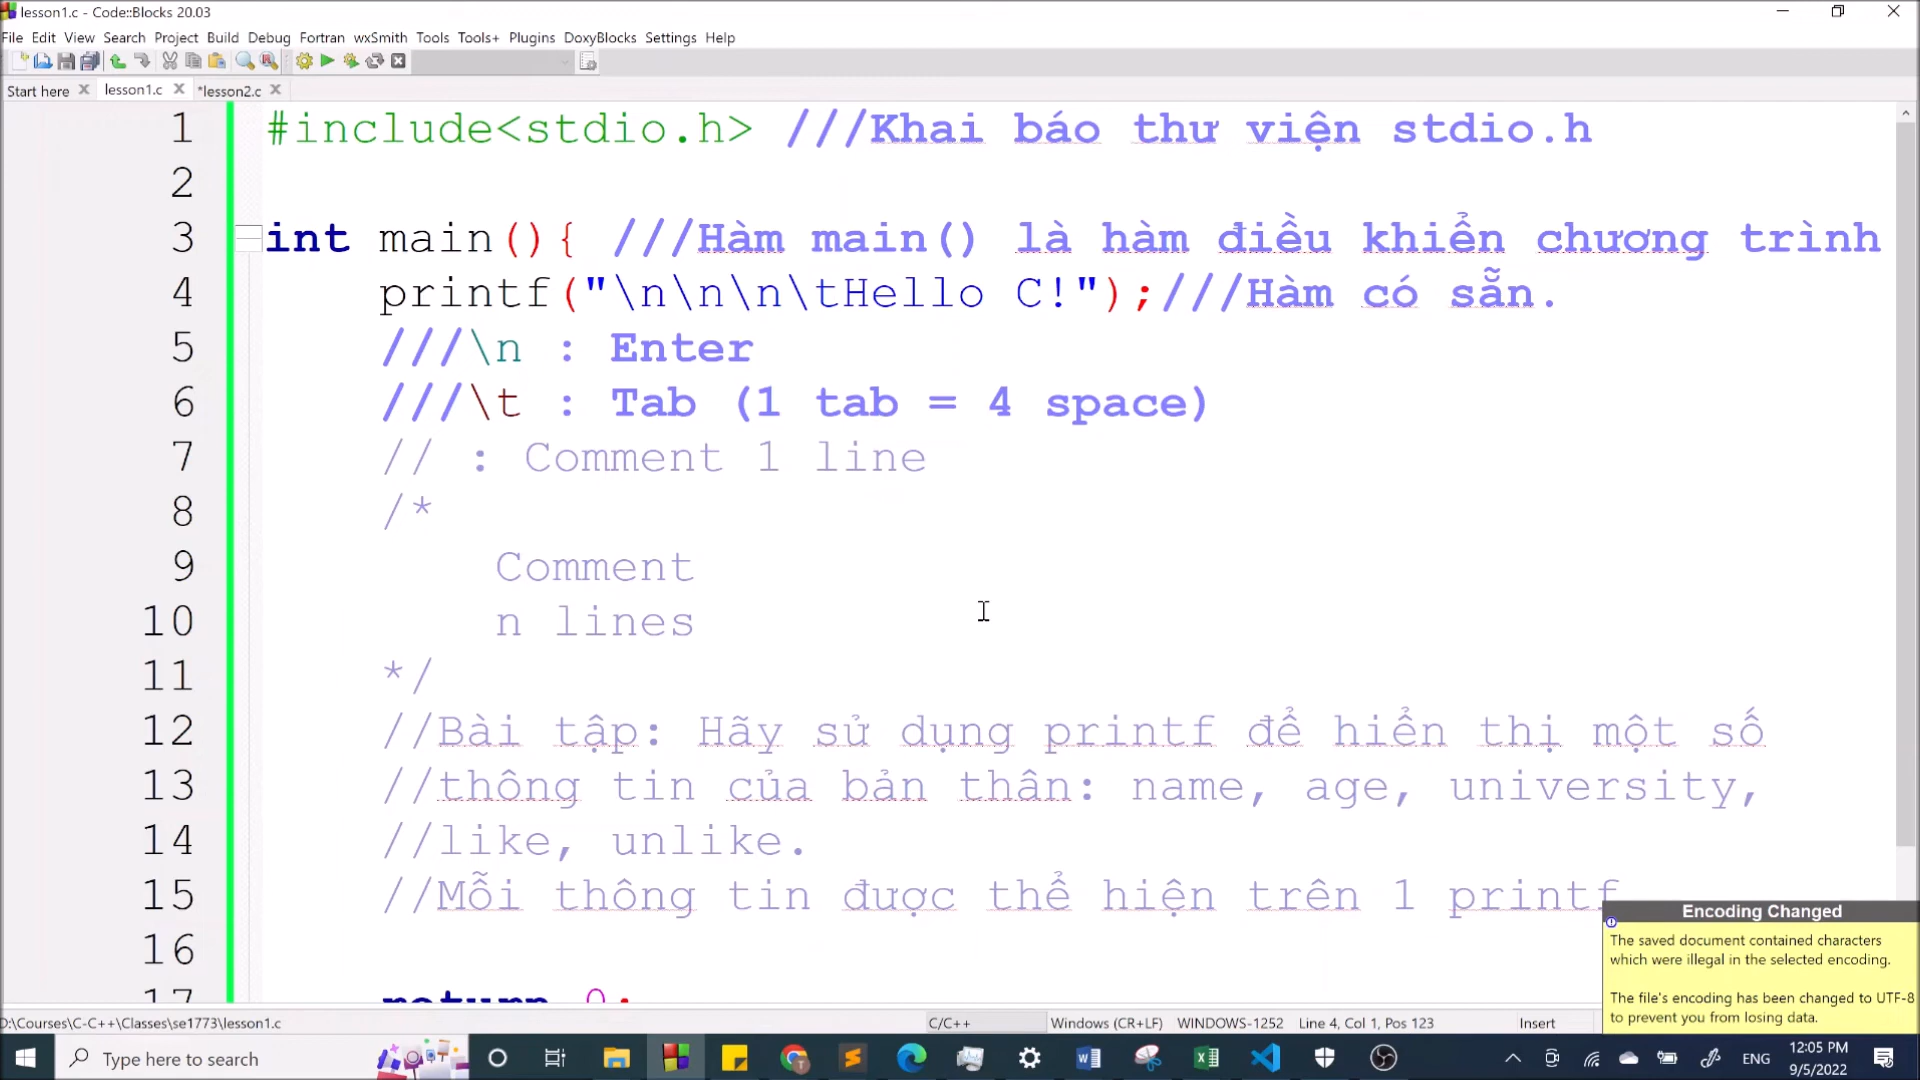 lesson1.c - Code::Blocks 20.03
File Edit View Search Project Build Debug Fortran wxSmith Tools Tools+ Plugins DoxyBlocks Settings Help
Start here lesson1.c *lesson2.c
1 #include<stdio.h> ///Khai báo thư viện stdio.h
2
3 int main(){ ///Hàm main() là hàm điều khiển chương trình
4 printf("\n\n\n\tHello C!");///Hàm có sẵn.
5 ///\n : Enter
6 ///\t : Tab (1 tab = 4 space)
7 // : Comment 1 line
8 /*
9 Comment
10 n lines
11 */
12 //Bài tập: Hãy sử dụng printf để hiển thị một số
13 //thông tin của bản thân: name, age, university,
14 //like, unlike.
15 //Mỗi thông tin được thể hiện trên 1 printf
16
17 return 0;
Encoding Changed
The saved document contained characters
which were illegal in the selected encoding.
The file's encoding has been changed to UTF-8
to prevent you from losing data.
D:\Courses\C-C++\Classes\se1773\lesson1.c C/C++ Windows (CR+LF) WINDOWS-1252 Line 4, Col 1, Pos 123 Insert
Type here to search
ENG
12:05 PM
9/5/2022